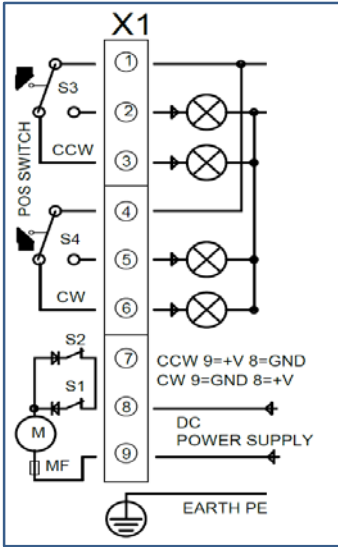 X1
1
S3
2
CCW
3
POS SWITCH
4
S4
5
CW
6
S2
7
CCW 9=+V 8=GND
CW 9=GND 8=+V
S1
8
DC
POWER SUPPLY
M
9
MF
EARTH PE